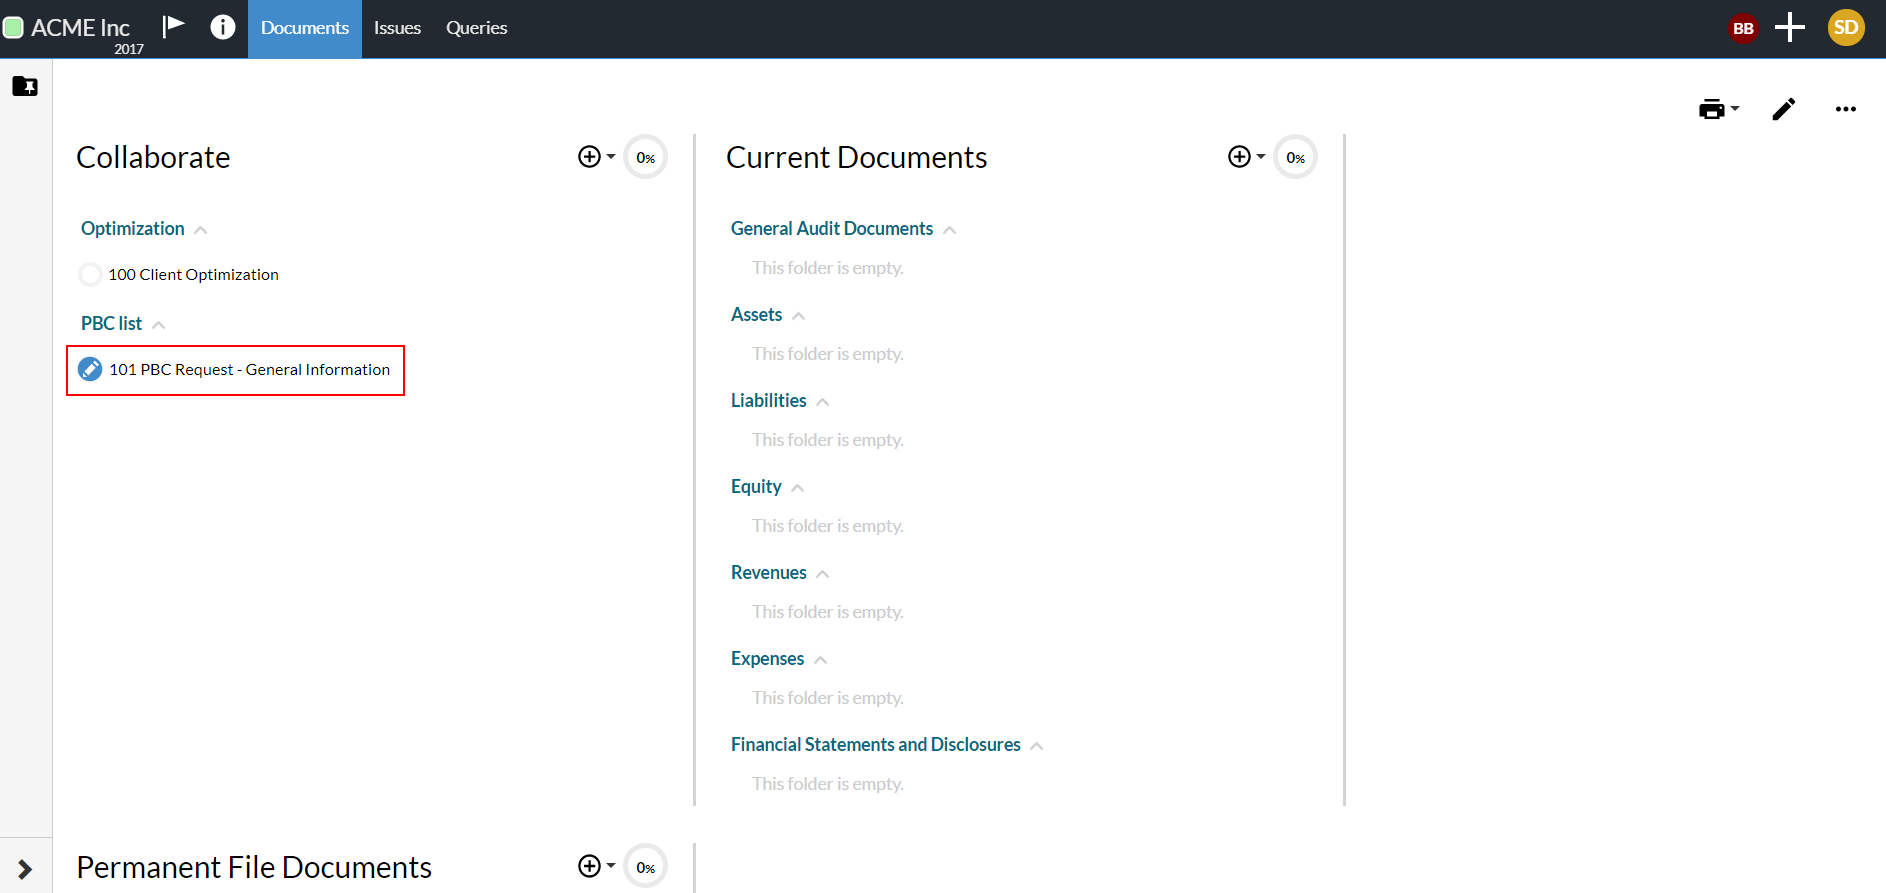 ACME Inc
2017
Documents
Issues
Queries
BB
SD
Collaborate
0%
Optimization
100 Client Optimization
PBC list
101 PBC Request - General Information
Current Documents
0%
General Audit Documents
This folder is empty.
Assets
This folder is empty.
Liabilities
This folder is empty.
Equity
This folder is empty.
Revenues
This folder is empty.
Expenses
This folder is empty.
Financial Statements and Disclosures
This folder is empty.
Permanent File Documents
0%